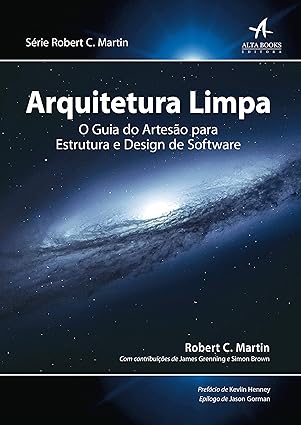 Série Robert C. Martin
ALTA BOOKS
EDITORA
Arquitetura Limpa
O Guia do Artesão para
Estrutura e Design de Software
Robert C. Martin
Com contribuições de James Grenning e Simon Brown
Prefácio de Kevlin Henney
Epílogo de Jason Gorman